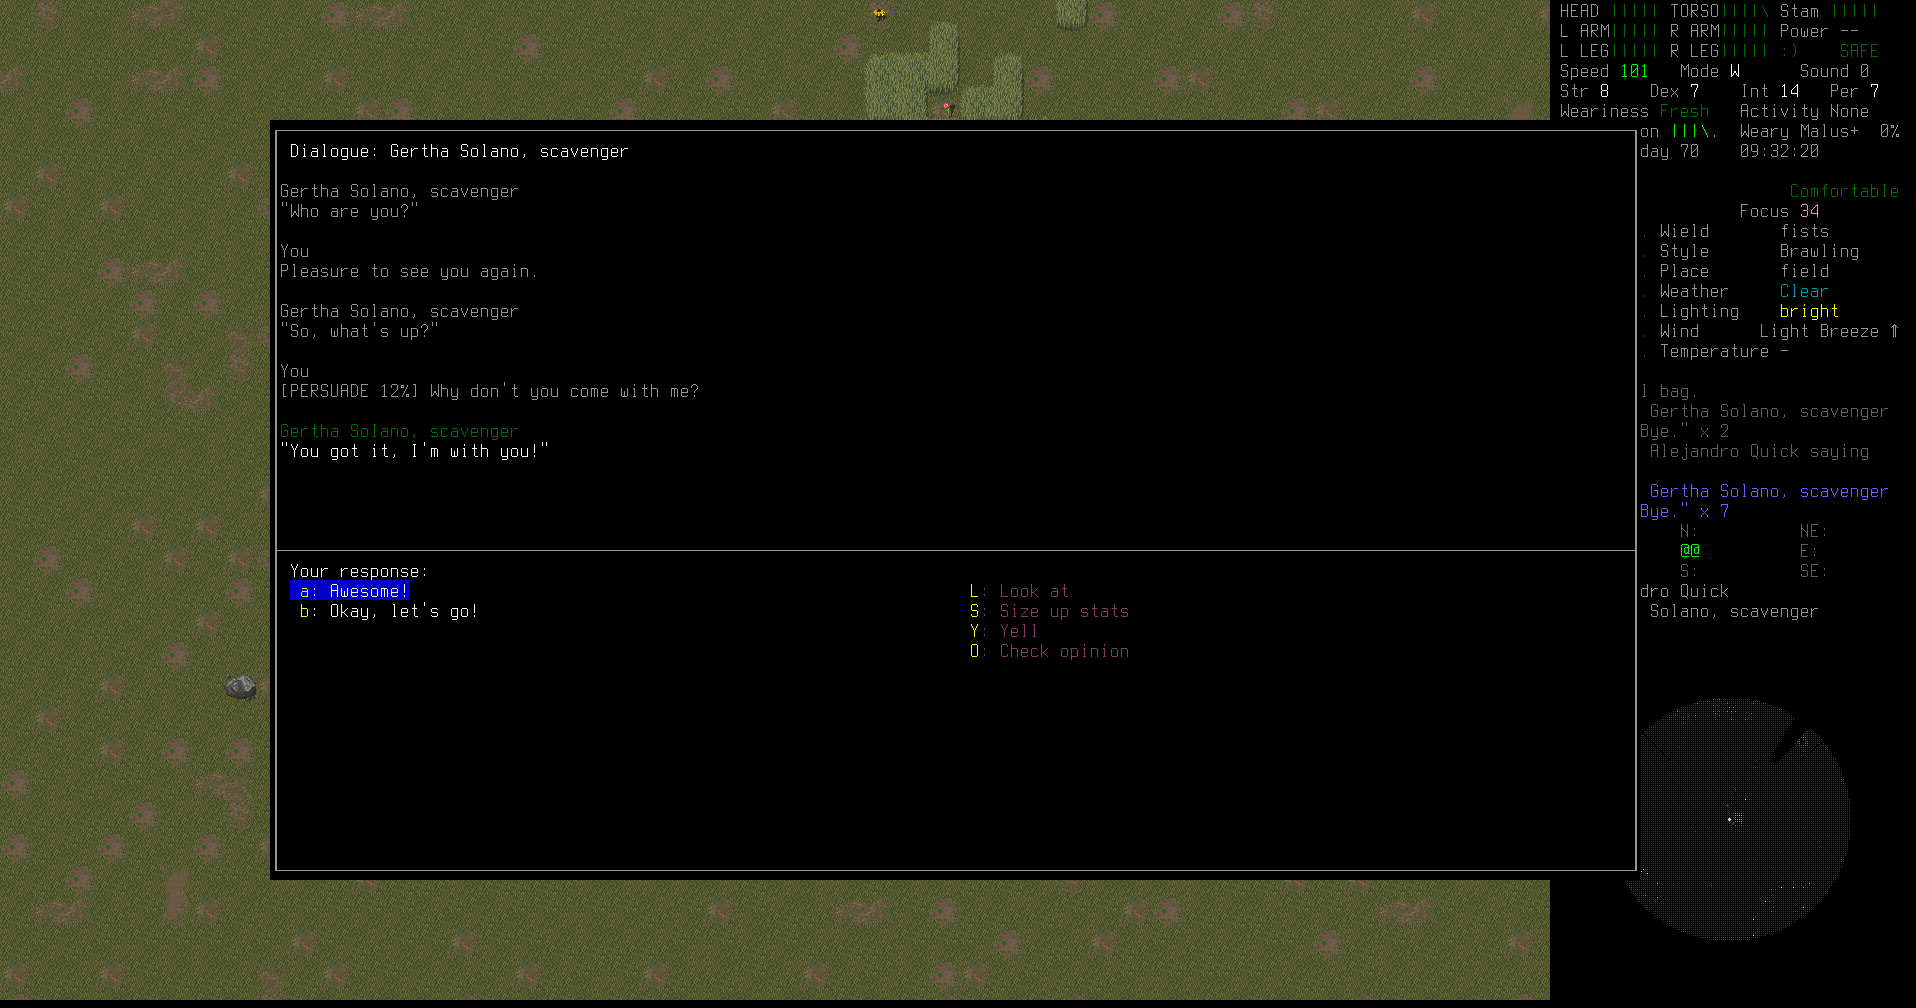 Dialogue: Gertha Solano, scavenger
Gertha Solano, scavenger
"Who are you?"
You
Pleasure to see you again.
Gertha Solano, scavenger
"So, what's up?"
You
[PERSUADE 12%] Why don't you come with me?
Gertha Solano, scavenger
"You got it, I'm with you!"
Your response:
a: Awesome!
b: Okay, let's go!
L: Look at
S: Size up stats
Y: Yell
O: Check opinion
HEAD ||||| TORSO||||\ Stam |||||
L ARM||||| R ARM||||| Power --
L LEG||||| R LEG||||| :) SAFE
Speed 101 Mode W Sound 0
Str 8 Dex 7 Int 14 Per 7
Weariness Fresh Activity None
on |||\. Weary Malus+ 0%
day 70 09:32:20
Comfortable
Focus 34
. Wield fists
. Style Brawling
. Place field
. Weather Clear
. Lighting bright
. Wind Light Breeze ⇑
. Temperature -
l bag.
Gertha Solano, scavenger
Bye." x 2
Alejandro Quick saying
Gertha Solano, scavenger
Bye." x 7
N: NE:
@@ E:
S: SE:
dro Quick
Solano, scavenger